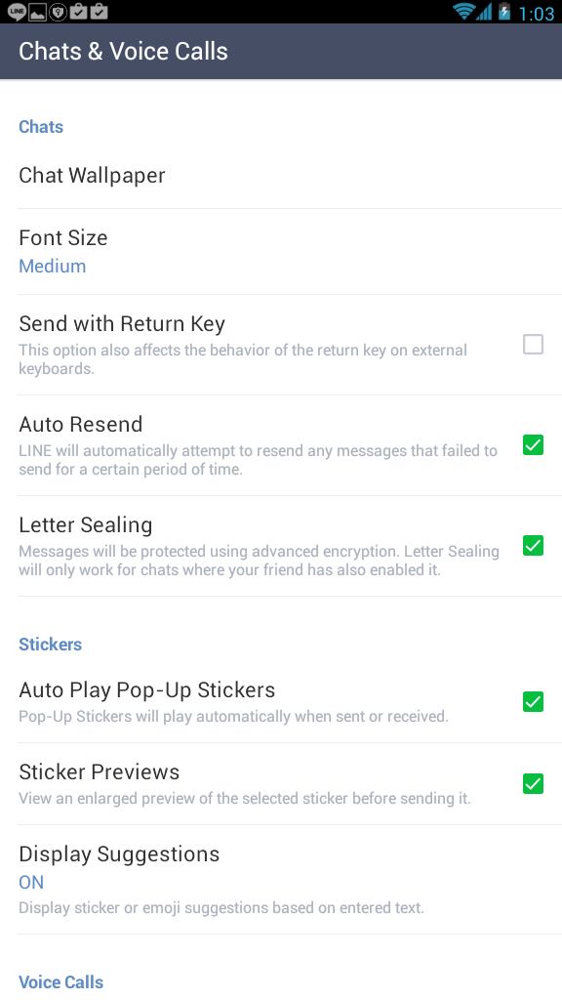 LINE
1:03
Chats & Voice Calls
Chats
Chat Wallpaper
Font Size
Medium
Send with Return Key
This option also affects the behavior of the return key on external
keyboards.
Auto Resend
LINE will automatically attempt to resend any messages that failed to
send for a certain period of time.
Letter Sealing
Messages will be protected using advanced encryption. Letter Sealing
will only work for chats where your friend has also enabled it.
Stickers
Auto Play Pop-Up Stickers
Pop-Up Stickers will play automatically when sent or received.
Sticker Previews
View an enlarged preview of the selected sticker before sending it.
Display Suggestions
ON
Display sticker or emoji suggestions based on entered text.
Voice Calls